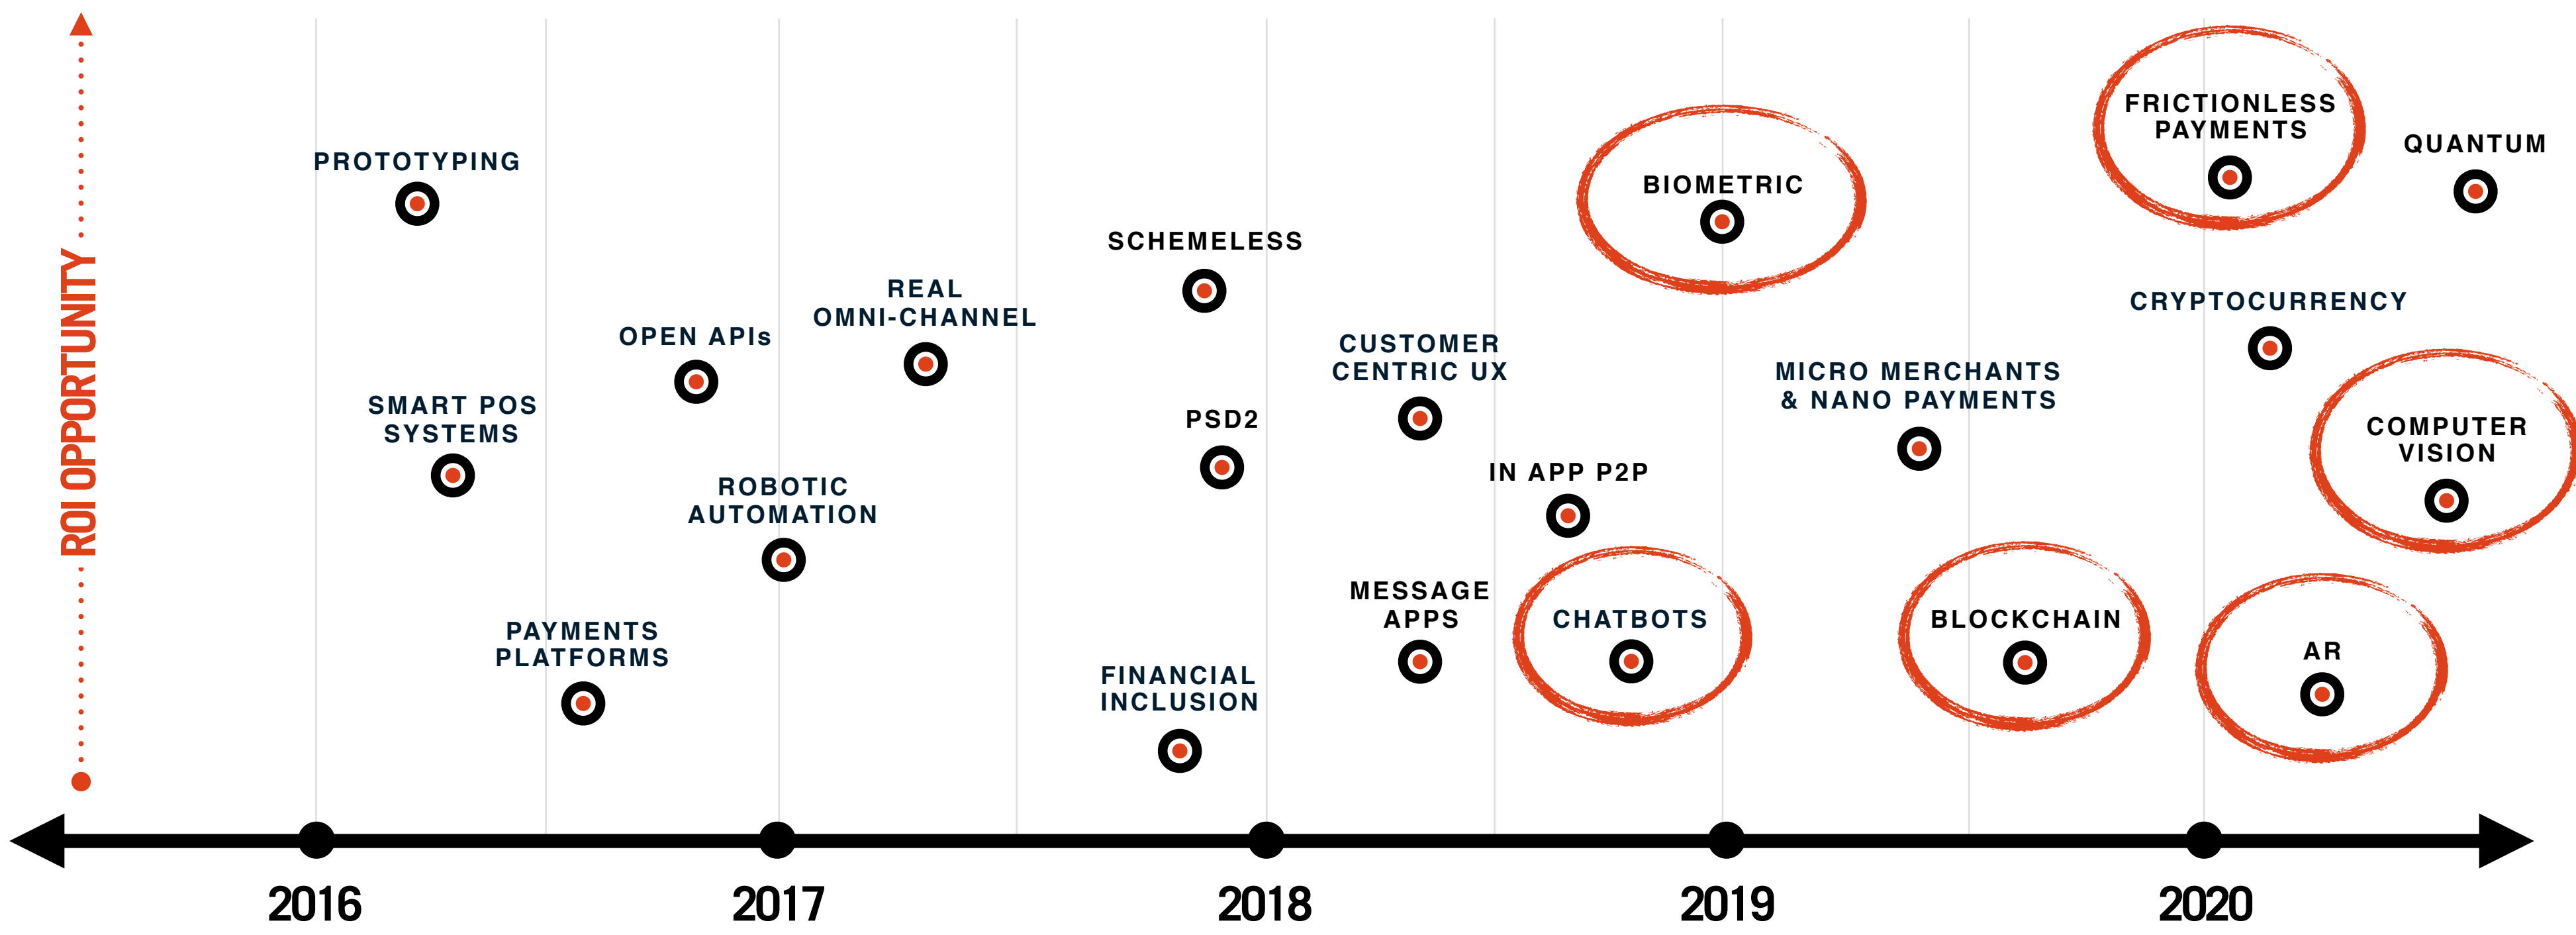 ROI OPPORTUNITY
PROTOTYPING
SMART POS
SYSTEMS
PAYMENTS
PLATFORMS
OPEN APIs
ROBOTIC
AUTOMATION
REAL
OMNI-CHANNEL
SCHEMELESS
PSD2
FINANCIAL
INCLUSION
CUSTOMER
CENTRIC UX
MESSAGE
APPS
IN APP P2P
CHATBOTS
BIOMETRIC
MICRO MERCHANTS
& NANO PAYMENTS
BLOCKCHAIN
FRICTIONLESS
PAYMENTS
QUANTUM
CRYPTOCURRENCY
COMPUTER
VISION
AR
2016
2017
2018
2019
2020